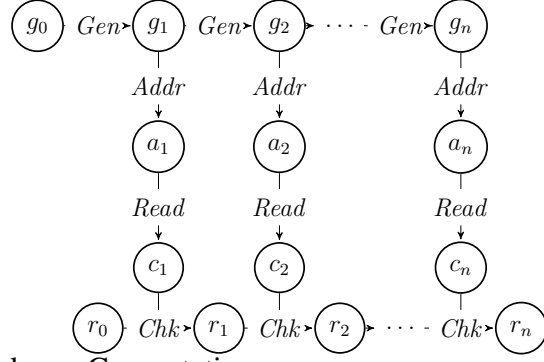 g0 Gen g1 Gen g2 ··· Gen gn
Addr Addr Addr
a1 a2 an
Read Read Read
c1 c2 cn
r0 Chk r1 Chk r2 ··· Chk rn